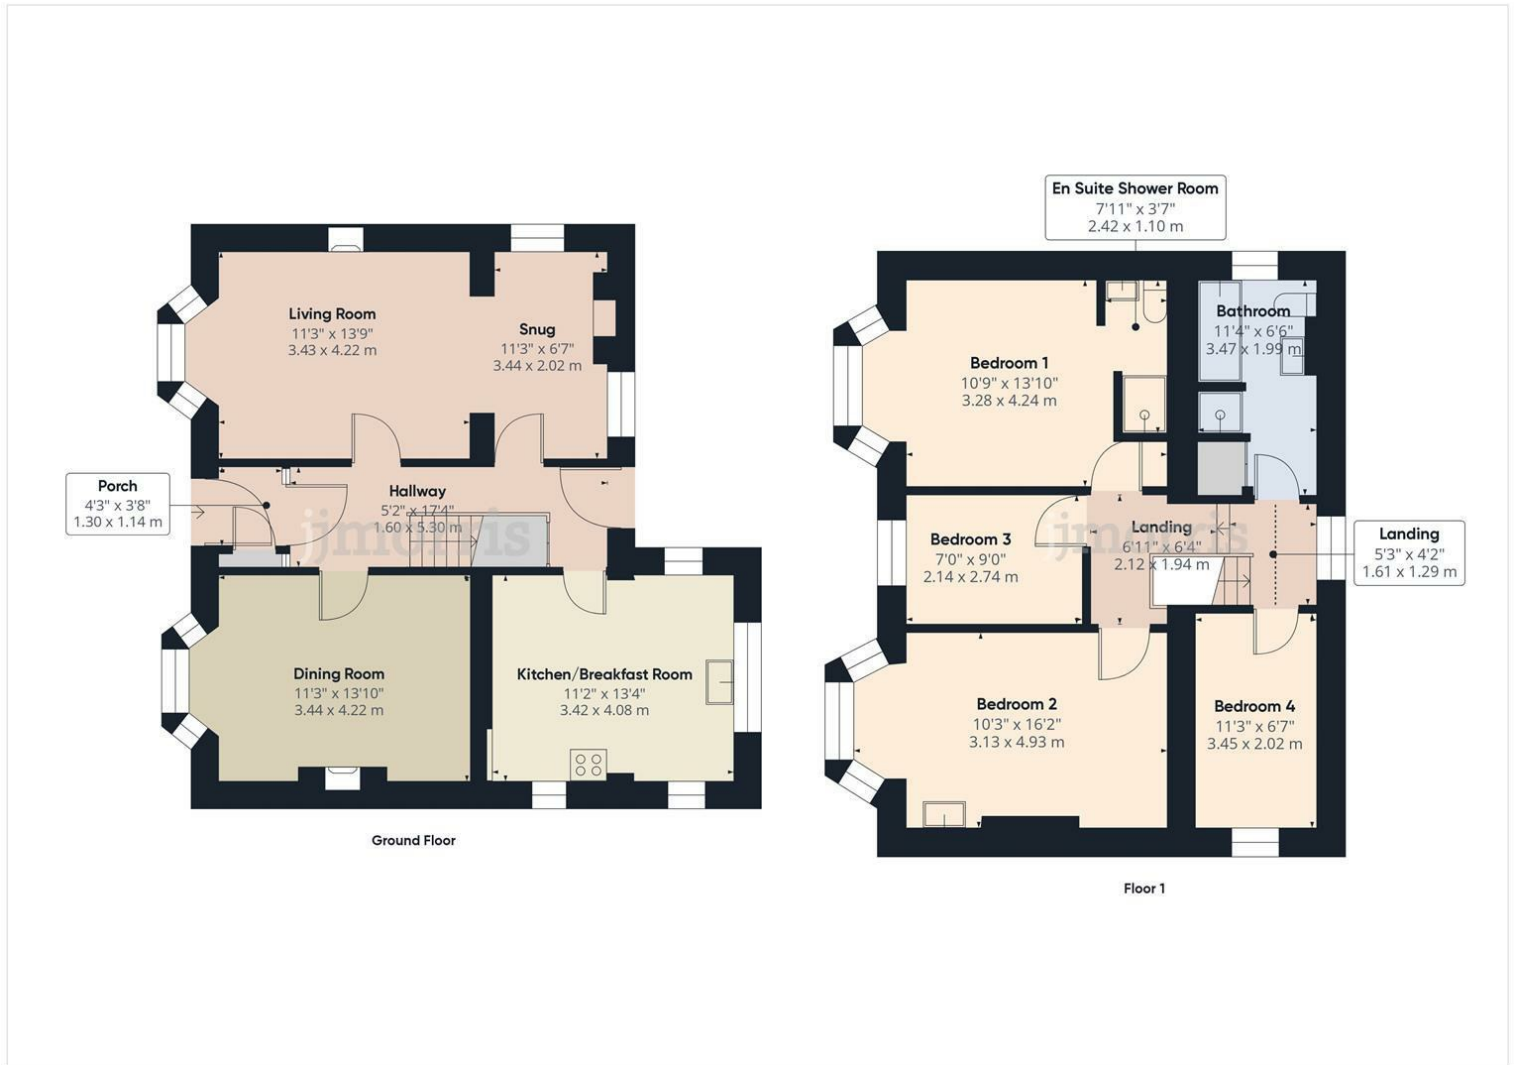 Living Room
11'3" x 13'9"
3.43 x 4.22 m
Snug
11'3" x 6'7"
3.44 x 2.02 m
Porch
4'3" x 3'8"
1.30 x 1.14 m
Hallway
5'2" x 17'4"
1.60 x 5.30 m
jjmorris
Dining Room
11'3" x 13'10"
3.44 x 4.22 m
Kitchen/Breakfast Room
11'2" x 13'4"
3.42 x 4.08 m
Ground Floor
En Suite Shower Room
7'11" x 3'7"
2.42 x 1.10 m
Bathroom
11'4" x 6'6"
3.47 x 1.99 m
Bedroom 1
10'9" x 13'10"
3.28 x 4.24 m
Bedroom 3
7'0" x 9'0"
2.14 x 2.74 m
Landing
6'11" x 6'4"
2.12 x 1.94 m
jjmorris
Landing
5'3" x 4'2"
1.61 x 1.29 m
Bedroom 2
10'3" x 16'2"
3.13 x 4.93 m
Bedroom 4
11'3" x 6'7"
3.45 x 2.02 m
Floor 1